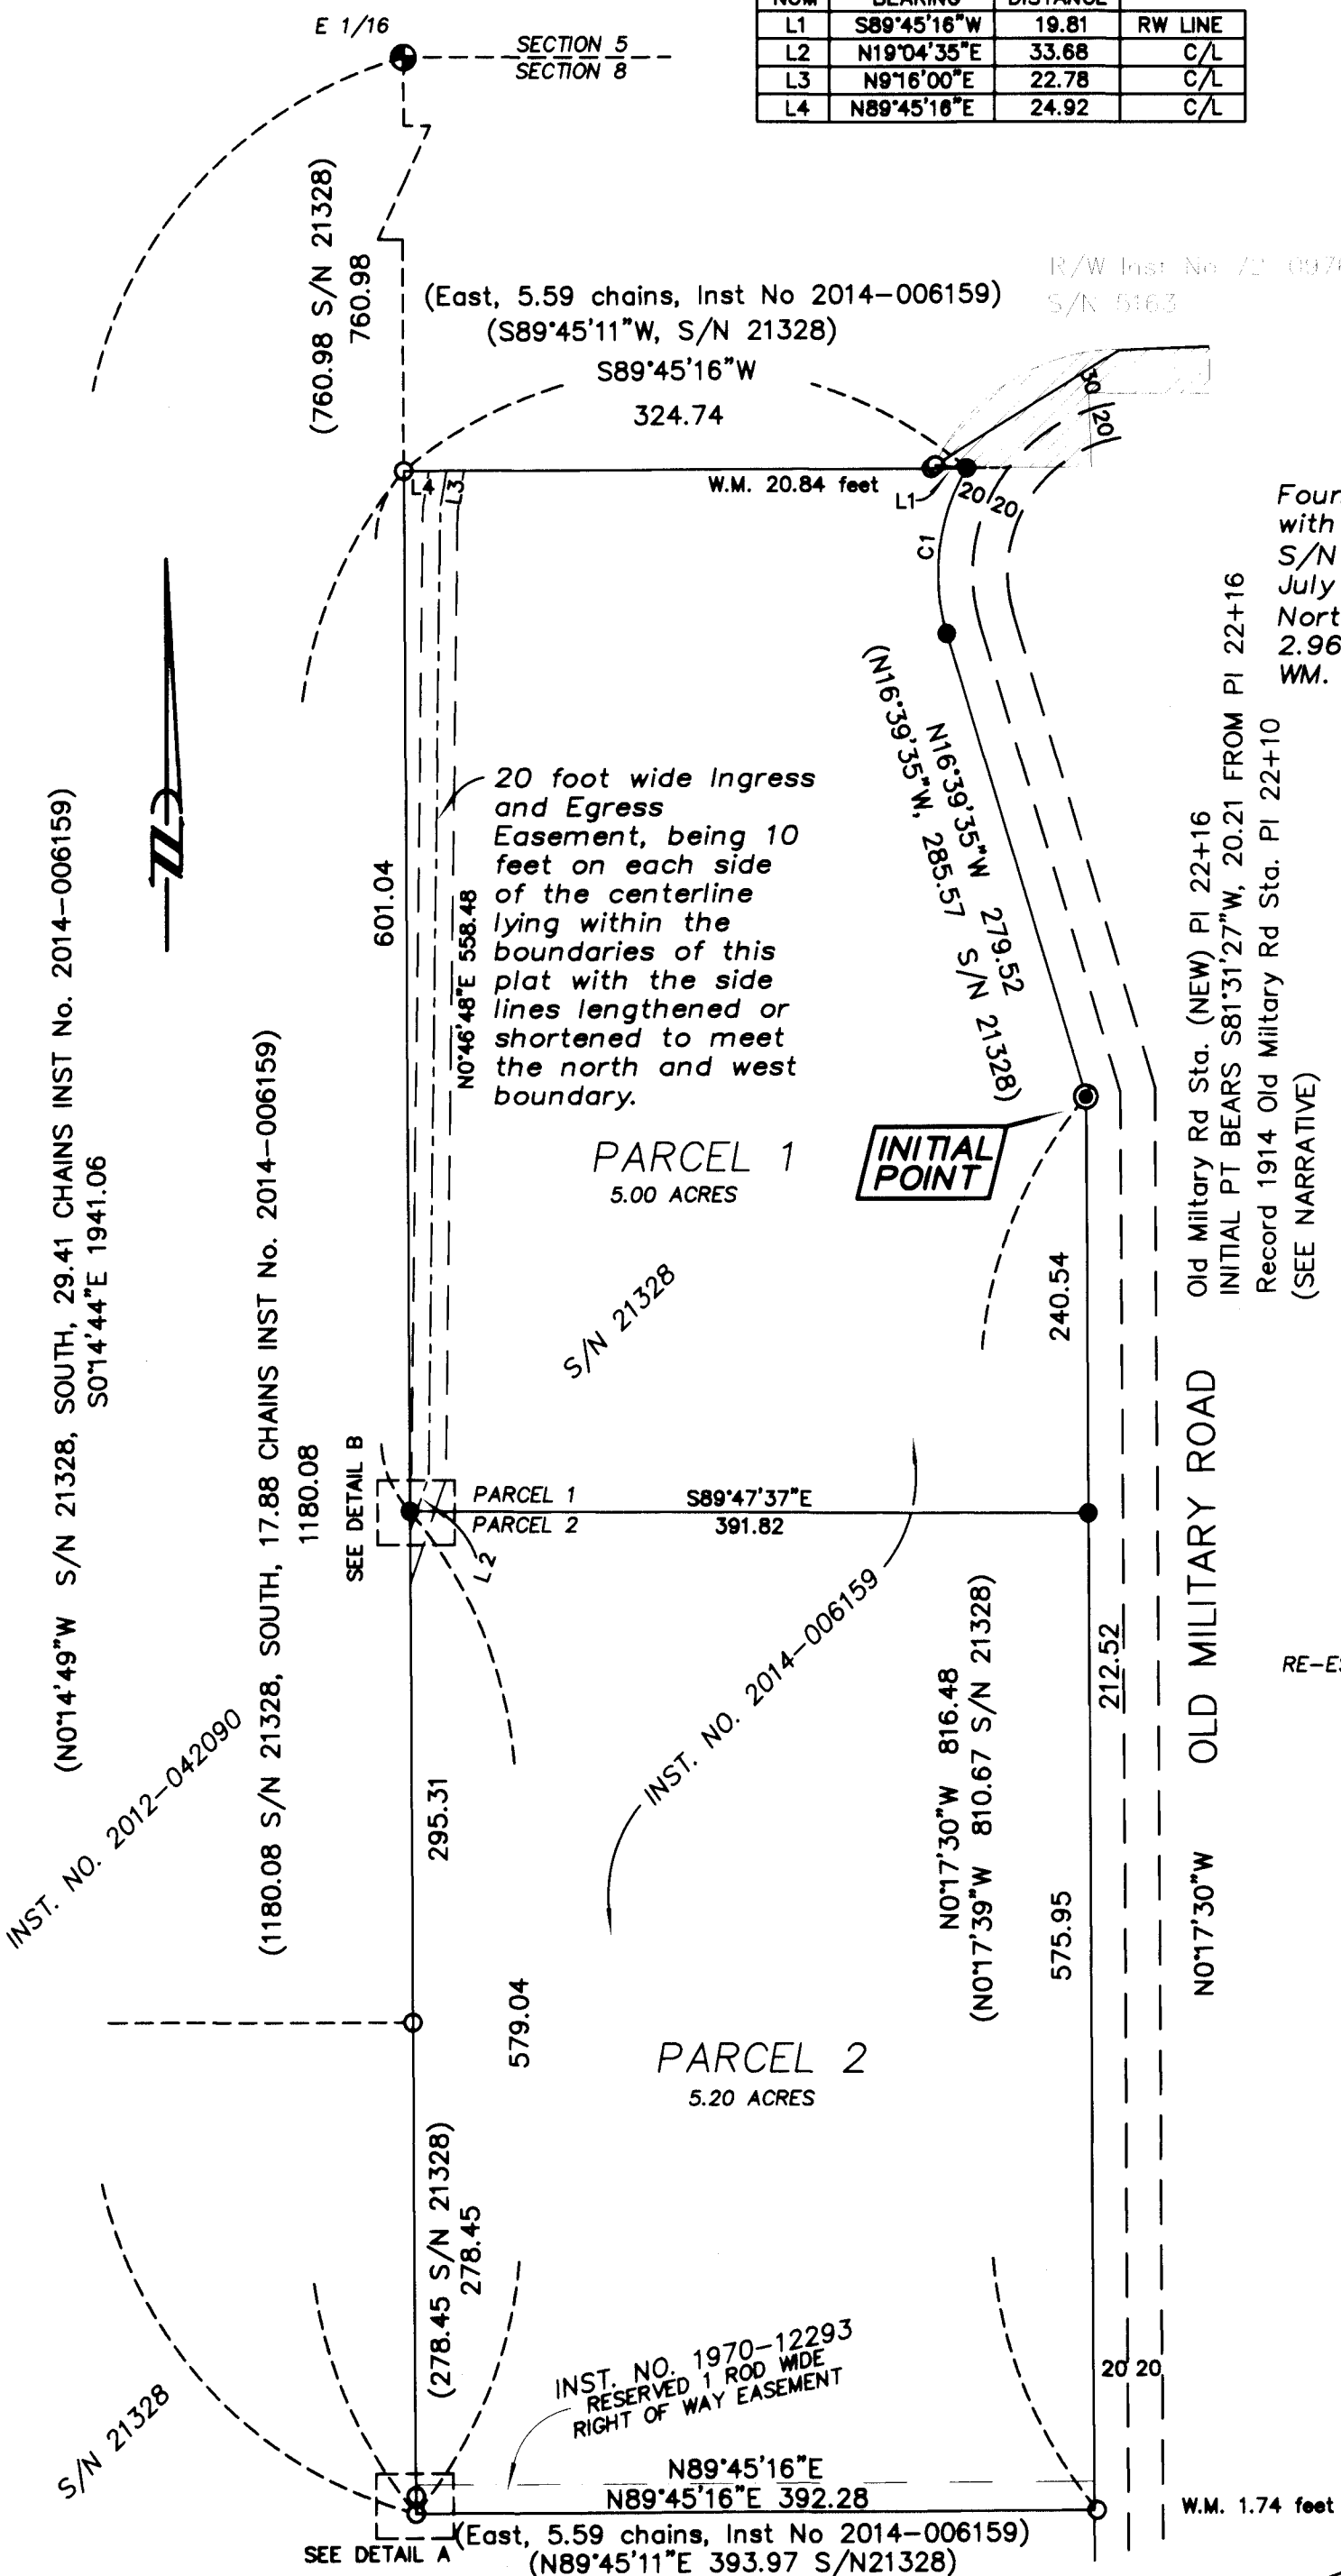 E 1/16
SECTION 5
SECTION 8
NUM BEARING DISTANCE
L1 S89°45'16"W 19.81 RW LINE
L2 N19°04'35"E 33.68 C/L
L3 N9°16'00"E 22.78 C/L
L4 N89°45'16"E 24.92 C/L
(760.98 S/N 21328)
760.98
R/W Inst No
S/N 5163
(East, 5.59 chains, Inst No 2014-006159)
(S89°45'11"W, S/N 21328)
S89°45'16"W
324.74
30
20
L4
L3
W.M. 20.84 feet
L1
20
20
C1
with
S/N
July
2.96
WM.
(N16°39'35"W, 285.57 S/N 21328)
N16°39'35"W 279.52
20 foot wide Ingress
and Egress
Easement, being 10
feet on each side
of the centerline
lying within the
boundaries of this
plat with the side
lines lengthened or
shortened to meet
the north and west
boundary.
601.04
N0°46'48"E 558.48
(N0°14'49"W S/N 21328, SOUTH, 29.41 CHAINS INST No. 2014-006159)
S0°14'44"E 1941.06
(1180.08 S/N 21328, SOUTH, 17.88 CHAINS INST No. 2014-006159)
1180.08
PARCEL 1
5.00 ACRES
INITIAL
POINT
Old Miltary Rd Sta. (NEW) PI 22+16
INITIAL PT BEARS S81°31'27"W, 20.21 FROM PI 22+16
Record 1914 Old Miltary Rd Sta. PI 22+10
(SEE NARRATIVE)
S/N 21328
240.54
SEE DETAIL B
PARCEL 1
PARCEL 2
S89°47'37"E
391.82
L2
INST. NO. 2014-006159
INST. NO. 2012-042090
295.31
N0°17'30"W 816.48
(N0°17'39"W 810.67 S/N 21328)
212.52
575.95
N0°17'30"W OLD MILITARY ROAD
579.04
PARCEL 2
5.20 ACRES
(278.45 S/N 21328)
278.45
S/N 21328
INST. NO. 1970-12293
RESERVED 1 ROD WIDE
RIGHT OF WAY EASEMENT
20 20
N89°45'16"E
N89°45'16"E 392.28
W.M. 1.74 feet
(East, 5.59 chains, Inst No 2014-006159)
SEE DETAIL A
(N89°45'11"E 393.97 S/N21328)